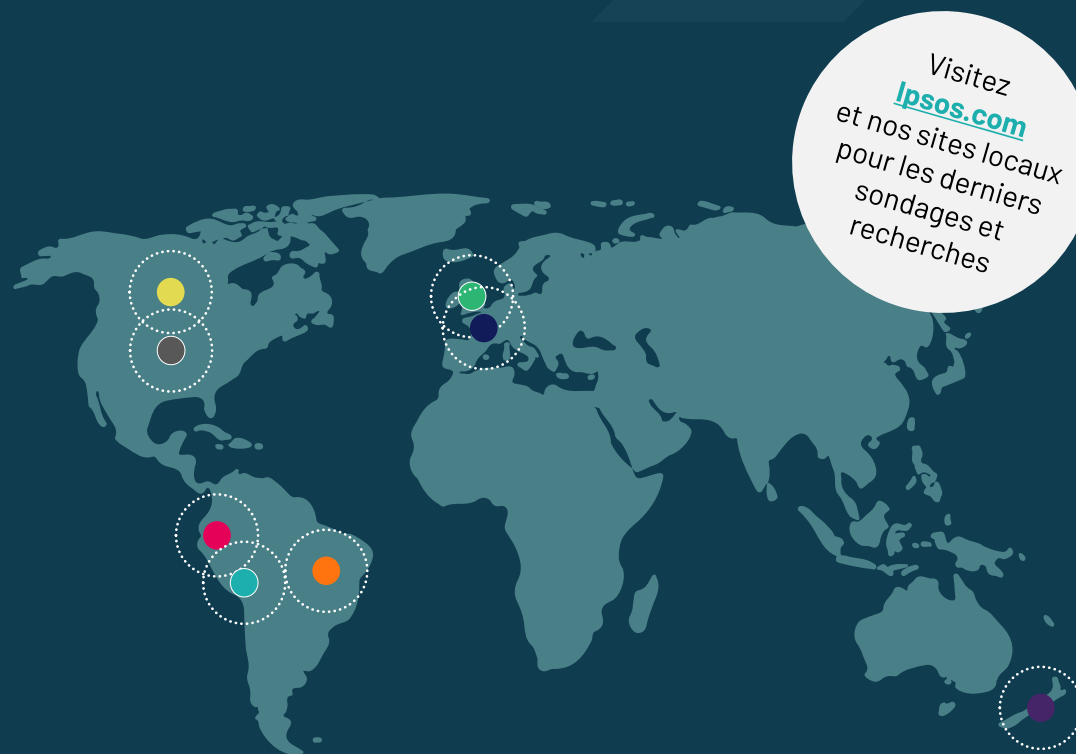 Visitez
Ipsos.com
et nos sites locaux
pour les derniers
sondages et
recherches